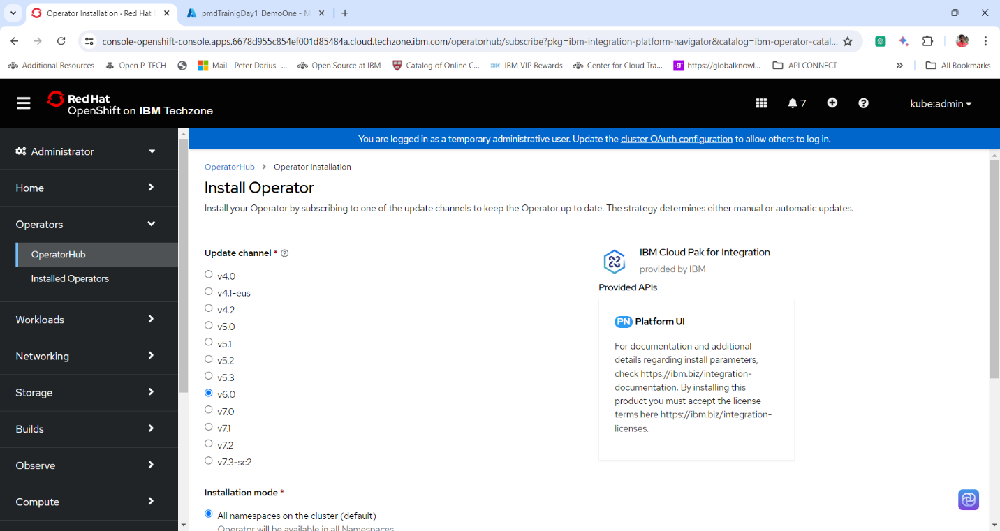 Operator Installation · Red Hat
pmdTrainigDay1_DemoOne - M
console-openshift-console.apps.6678d955c854ef001d85484a.cloud.techzone.ibm.com/operatorhub/subscribe?pkg=ibm-integration-platform-navigator&catalog=ibm-operator-catal...
Additional Resources
Open P-TECH
Mail - Peter Darius -...
Open Source at IBM
Catalog of Online C...
IBM VIP Rewards
Center for Cloud Tra...
https://globalknowl...
API CONNECT
All Bookmarks
Red Hat
OpenShift on IBM Techzone
7
kube:admin
You are logged in as a temporary administrative user. Update the cluster OAuth configuration to allow others to log in.
Administrator
Home
Operators
OperatorHub
Installed Operators
Workloads
Networking
Storage
Builds
Observe
Compute
OperatorHub
Operator Installation
Install Operator
Install your Operator by subscribing to one of the update channels to keep the Operator up to date. The strategy determines either manual or automatic updates.
Update channel *
v4.0
v4.1-eus
v4.2
v5.0
v5.1
v5.2
v5.3
v6.0
v7.0
v7.1
v7.2
v7.3-sc2
Installation mode *
All namespaces on the cluster (default)
Operator will be available in all Namespaces.
IBM Cloud Pak for Integration
provided by IBM
Provided APIs
PN Platform UI
For documentation and additional
details regarding install parameters,
check https://ibm.biz/integration-
documentation. By installing this
product you must accept the license
terms here https://ibm.biz/integration-
licenses.